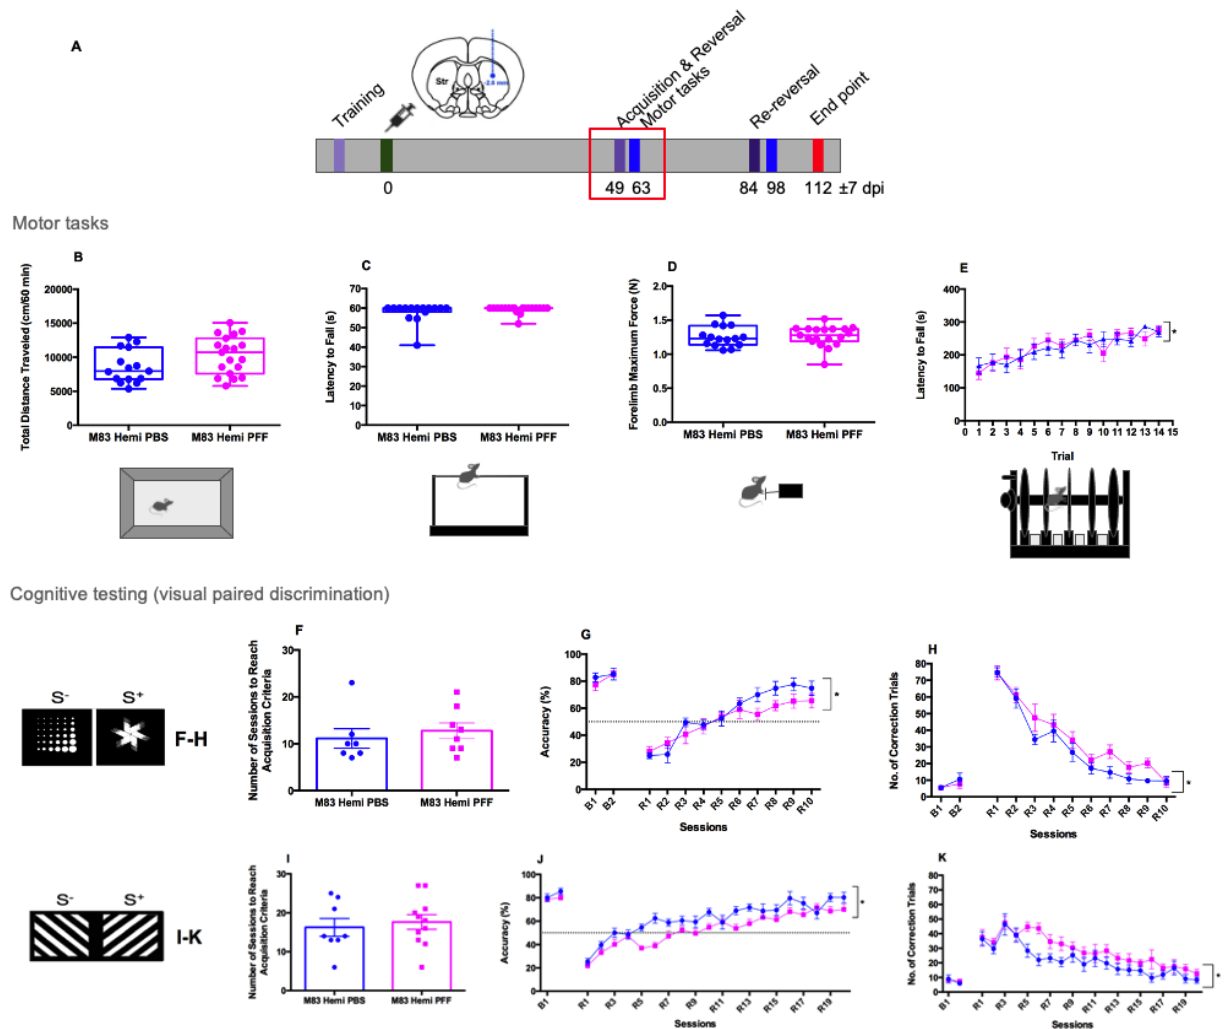 A
Training
Acquisition & Reversal
Motor tasks
Re-reversal
End point
Str
-2.6 mm
0
49
63
84
98
112
±7 dpi
Motor tasks
B
Total Distance Traveled (cm/60 min)
20000
15000
10000
5000
0
M83 Hemi PBS
M83 Hemi PFF
C
Latency to Fall (s)
70
60
50
40
30
20
10
0
M83 Hemi PBS
M83 Hemi PFF
D
Forelimb Maximum Force (N)
2.0
1.5
1.0
0.5
0.0
M83 Hemi PBS
M83 Hemi PFF
E
Latency to Fall (s)
400
300
200
100
0
*
0 1 2 3 4 5 6 7 8 9 10 11 12 13 14 15
Trial
Cognitive testing (visual paired discrimination)
S-
S+
F-H
F
Number of Sessions to Reach
Acquisition Criteria
30
20
10
0
M83 Hemi PBS
M83 Hemi PFF
G
Accuracy (%)
100
80
60
40
20
0
*
B1 B2 R1 R2 R3 R4 R5 R6 R7 R8 R9 R10
Sessions
H
No. of Correction Trials
80
70
60
50
40
30
20
10
0
*
B1 B2 R1 R2 R3 R4 R5 R6 R7 R8 R9 R10
Sessions
S-
S+
I-K
I
Number of Sessions to Reach
Acquisition Criteria
30
20
10
0
M83 Hemi PBS
M83 Hemi PFF
J
Accuracy (%)
100
80
60
40
20
0
*
B1 R1 R3 R5 R7 R9 R11 R13 R15 R17 R19
Sessions
K
No. of Correction Trials
80
70
60
50
40
30
20
10
0
*
B1 R1 R3 R5 R7 R9 R11 R13 R15 R17 R19
Sessions